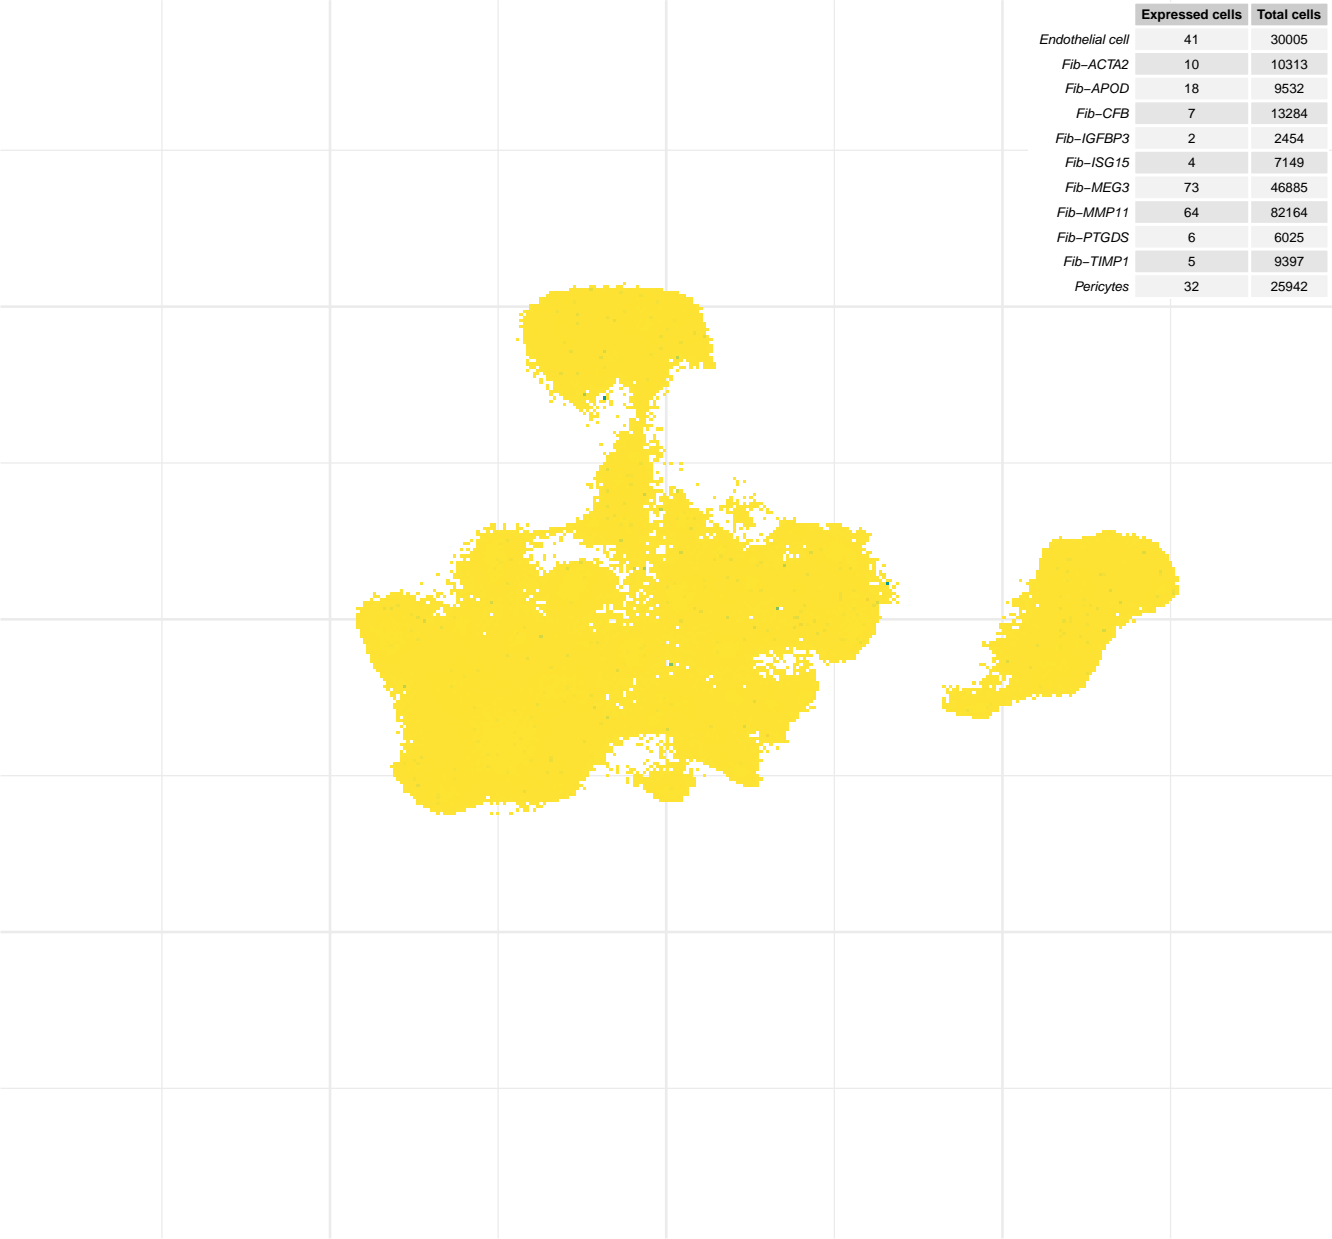 Expressed cells Total cells
Endothelial cell 41 30005
Fib−ACTA2 10 10313
Fib−APOD 18 9532
Fib−CFB 7 13284
Fib−IGFBP3 2 2454
Fib−ISG15 4 7149
Fib−MEG3 73 46885
Fib−MMP11 64 82164
Fib−PTGDS 6 6025
Fib−TIMP1 5 9397
Pericytes 32 25942